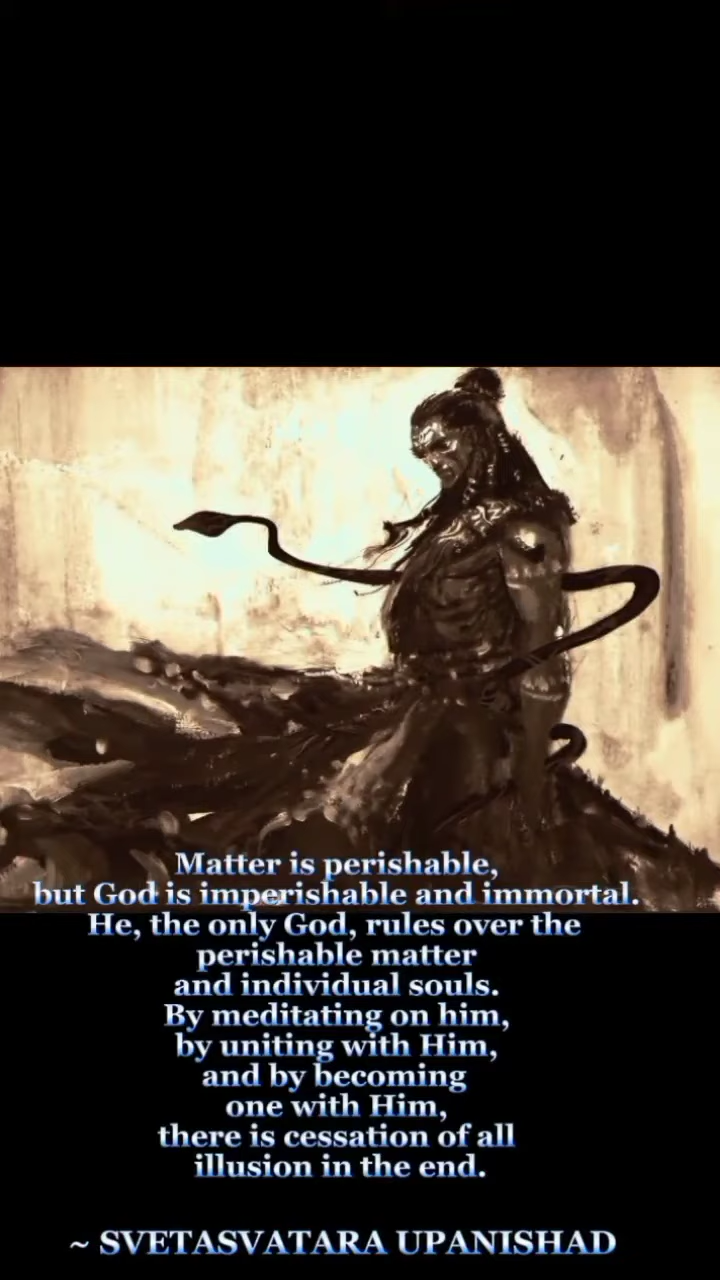 Matter is perishable,
but God is imperishable and immortal.
He, the only God, rules over the
perishable matter
and individual souls.
By meditating on him,
by uniting with Him,
and by becoming
one with Him,
there is cessation of all
illusion in the end.
~ SVETASVATARA UPANISHAD